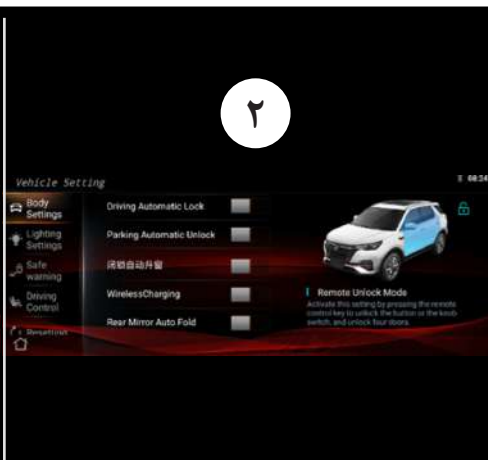 ۲
Vehicle Setting
08:24
Body
Settings
Driving Automatic Lock
Lighting
Settings
Parking Automatic Unlock
Safe
warning
闭锁自动升窗
Driving
Control
WirelessCharging
Rear Mirror Auto Fold
Remote Unlock Mode
Activate this setting by pressing the remote
control key to unlock the button or the knob
switch, and unlock four doors.